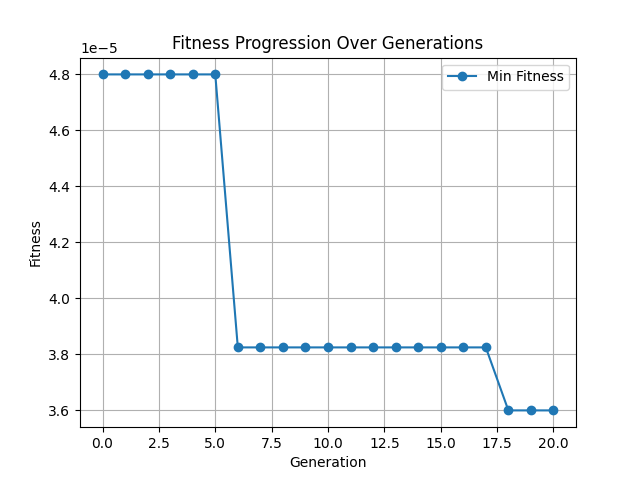 Fitness Progression Over Generations
1e−5
Min Fitness
4.8
4.6
4.4
4.2
4.0
3.8
3.6
Fitness
0.0 2.5 5.0 7.5 10.0 12.5 15.0 17.5 20.0
Generation